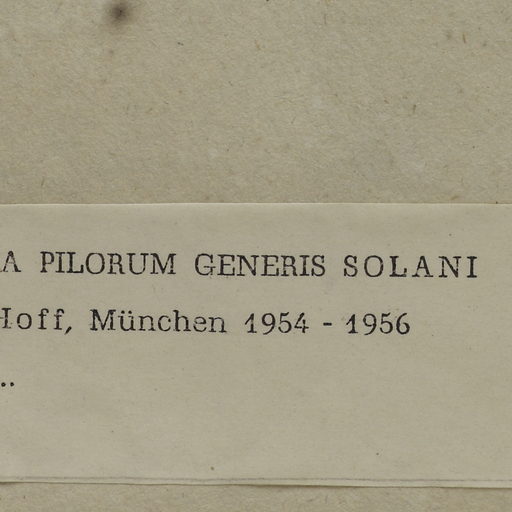 A PILORUM GENERIS SOLANI
Hoff, München 1954 - 1956
..